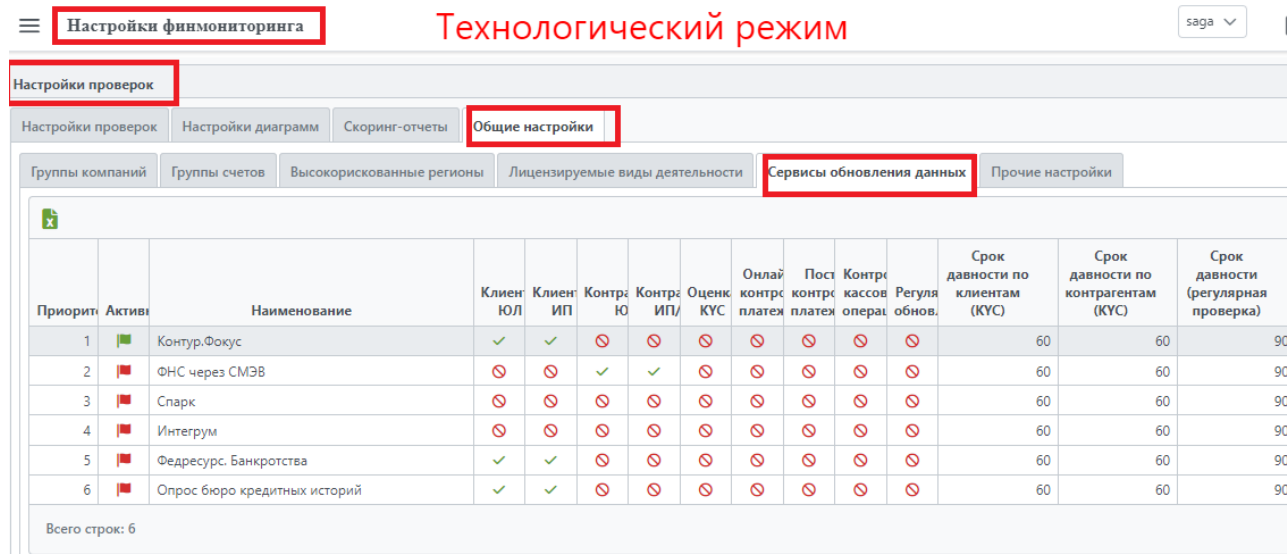 Настройки финмониторинга Технологический режим saga
Настройки проверок
Настройки проверок Настройки диаграмм Скоринг-отчеты Общие настройки
Группы компаний Группы счетов Высокорискованные регионы Лицензируемые виды деятельности Сервисы обновления данных Прочие настройки
Срок Срок Срок
Онлай Пост Контро давности по давности по давности
Клиент Клиент Контра Контра Оценка контро контро кассов Регуля клиентам контрагентам (регулярная
Приорите Активн Наименование ЮЛ ИП Ю ИП/ KYC платеж платеж операц обнов. (KYC) (KYC) проверка)
1 Контур.Фокус 60 60 90
2 ФНС через СМЭВ 60 60 90
3 Спарк 60 60 90
4 Интегрум 60 60 90
5 Федресурс. Банкротства 60 60 90
6 Опрос бюро кредитных историй 60 60 90
Всего строк: 6